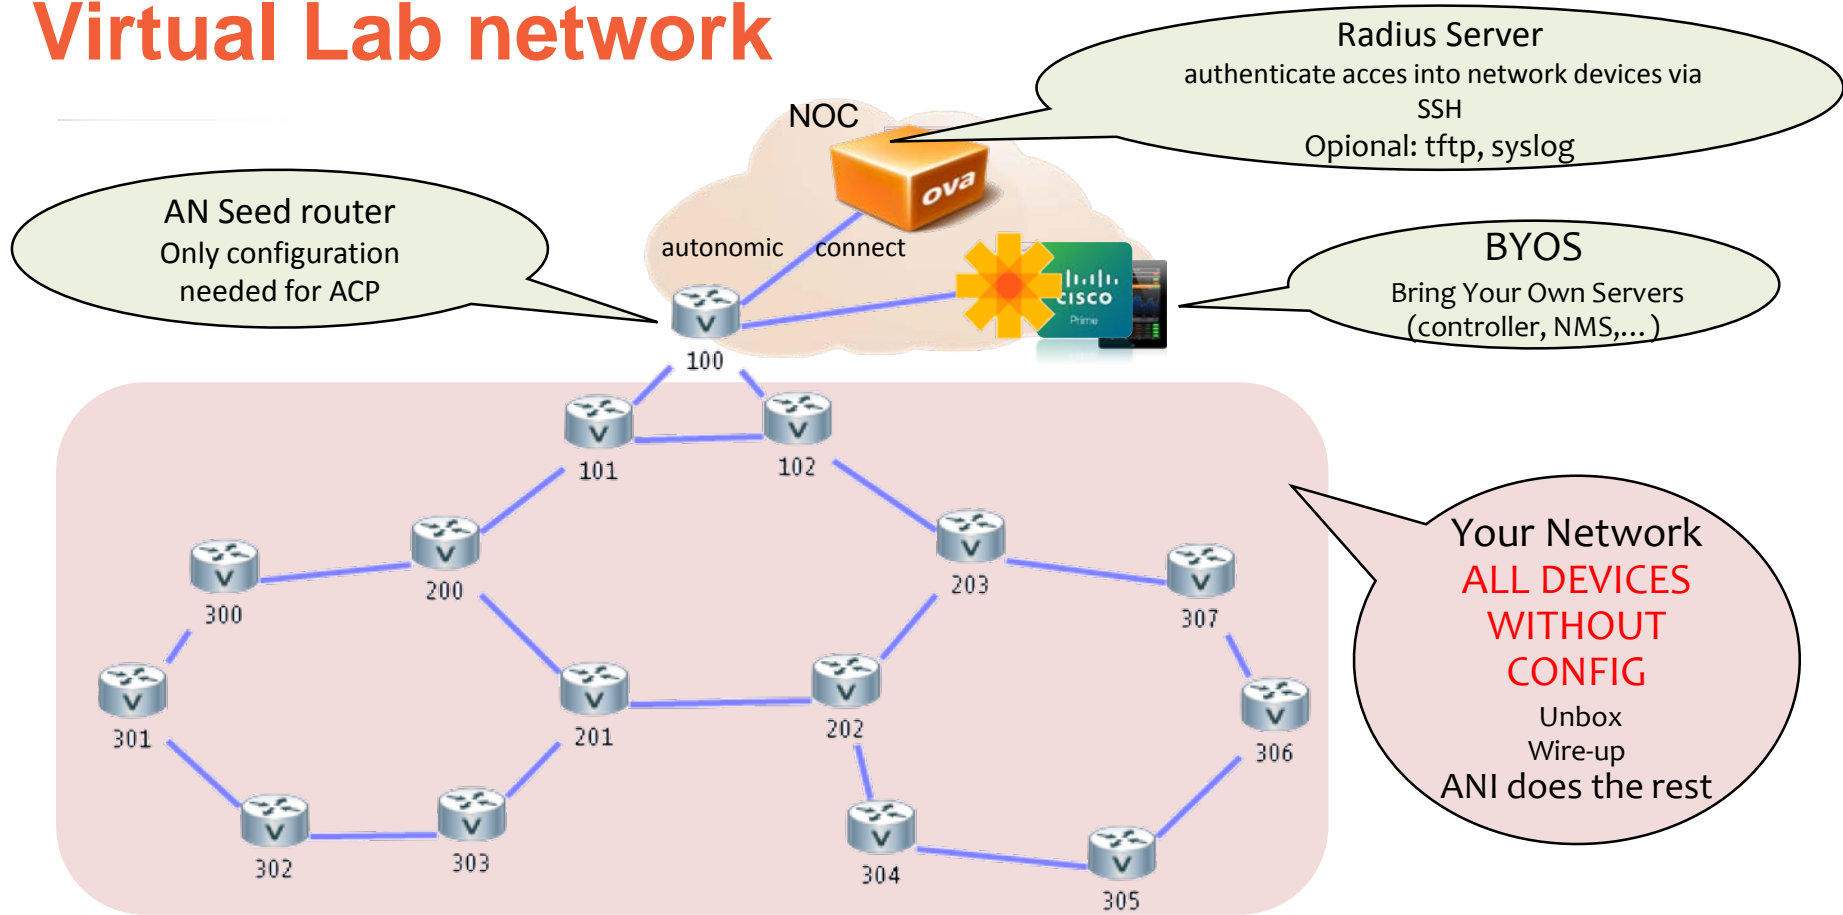 Virtual Lab network
Radius Server
authenticate acces into network devices via
SSH
Opional: tftp, syslog
NOC
ova
AN Seed router
Only configuration
needed for ACP
autonomic connect
CISCO
Prime
BYOS
Bring Your Own Servers
(controller, NMS,...)
V
100
V
101
V
102
V
200
V
203
V
300
V
307
V
301
V
201
V
202
V
306
V
302
V
303
V
304
V
305
Your Network
ALL DEVICES
WITHOUT
CONFIG
Unbox
Wire-up
ANI does the rest